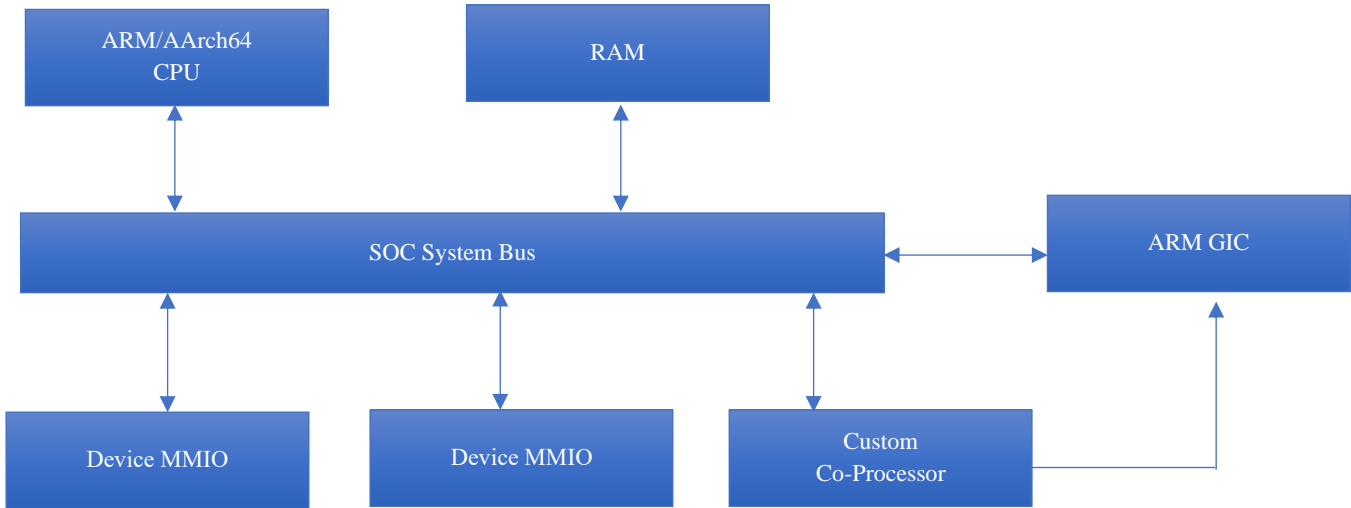 ARM/AArch64
CPU
RAM
SOC System Bus
ARM GIC
Device MMIO
Device MMIO
Custom
Co-Processor